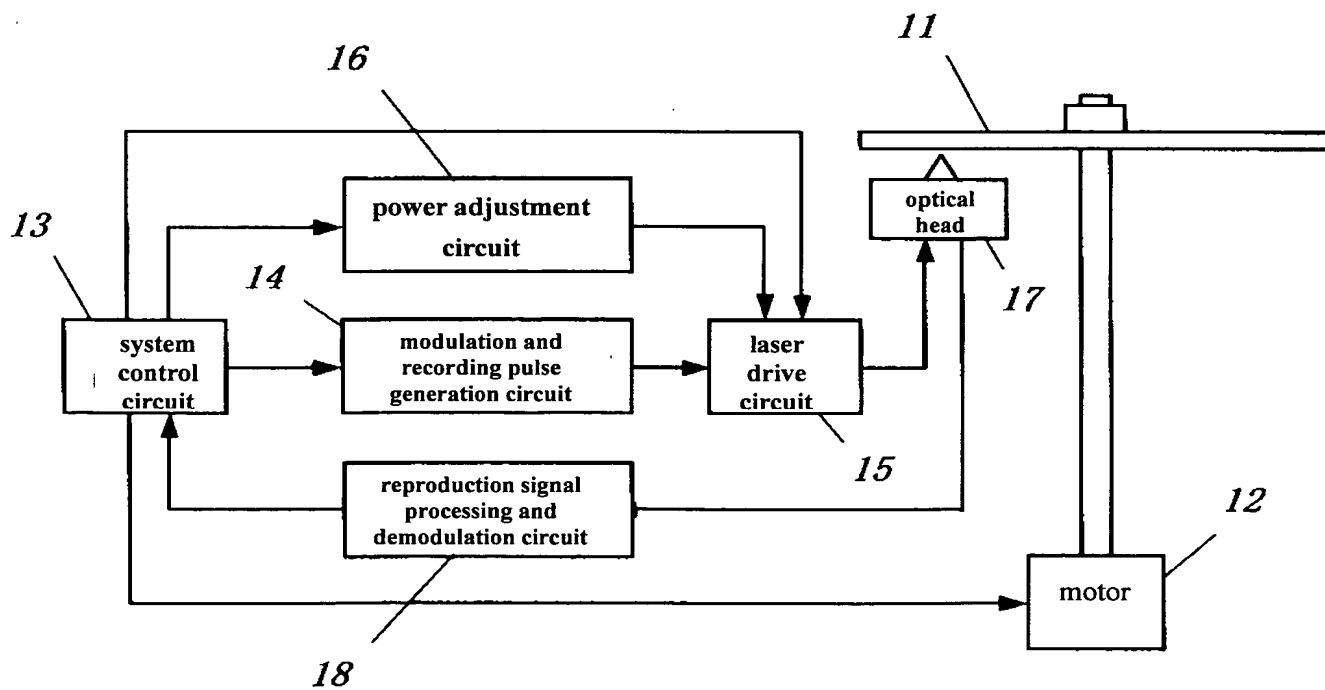 11
16
power adjustment
circuit
optical
head
13
14
17
system
control
circuit
modulation and
recording pulse
generation circuit
laser
drive
circuit
15
reproduction signal
processing and
demodulation circuit
12
motor
18